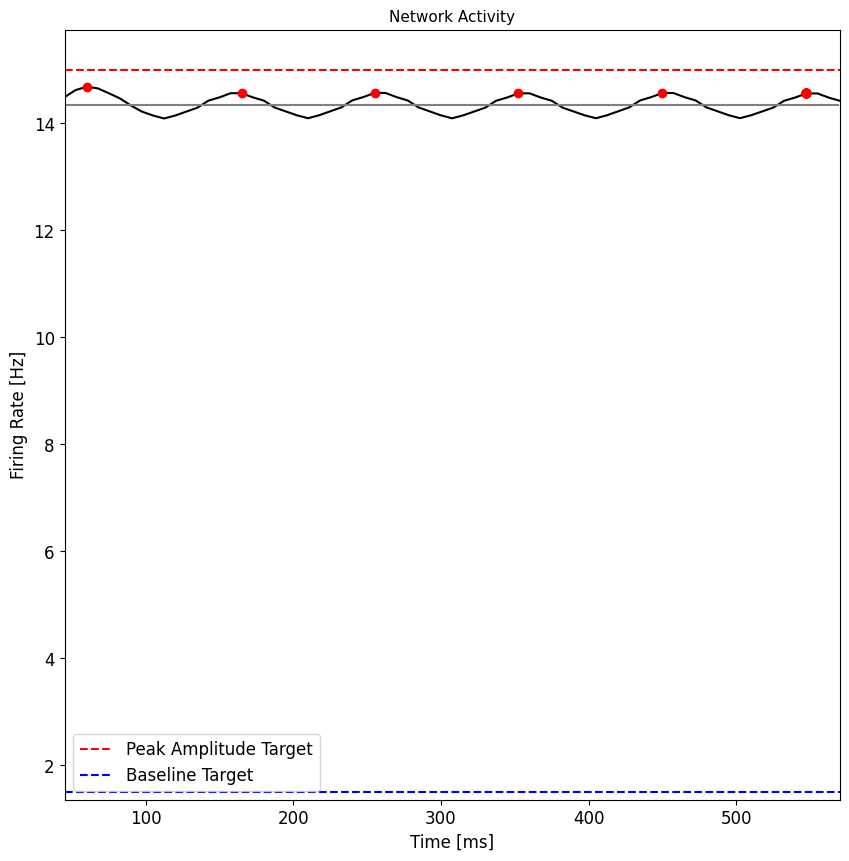 Network Activity
Firing Rate [Hz]
14
12
10
8
6
4
2
Peak Amplitude Target
Baseline Target
100
200
300
400
500
Time [ms]